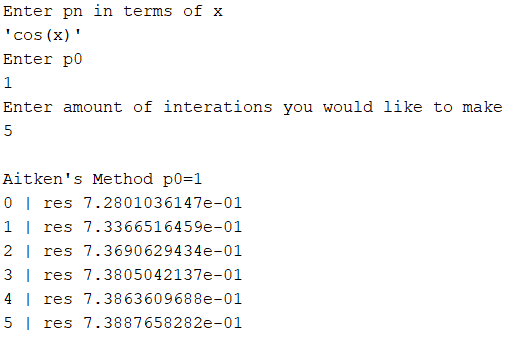 Enter pn in terms of x
'cos(x)'
Enter p0
1
Enter amount of interations you would like to make
5
Aitken's Method p0=1
0 | res 7.2801036147e-01
1 | res 7.3366516459e-01
2 | res 7.3690629434e-01
3 | res 7.3805042137e-01
4 | res 7.3863609688e-01
5 | res 7.3887658282e-01